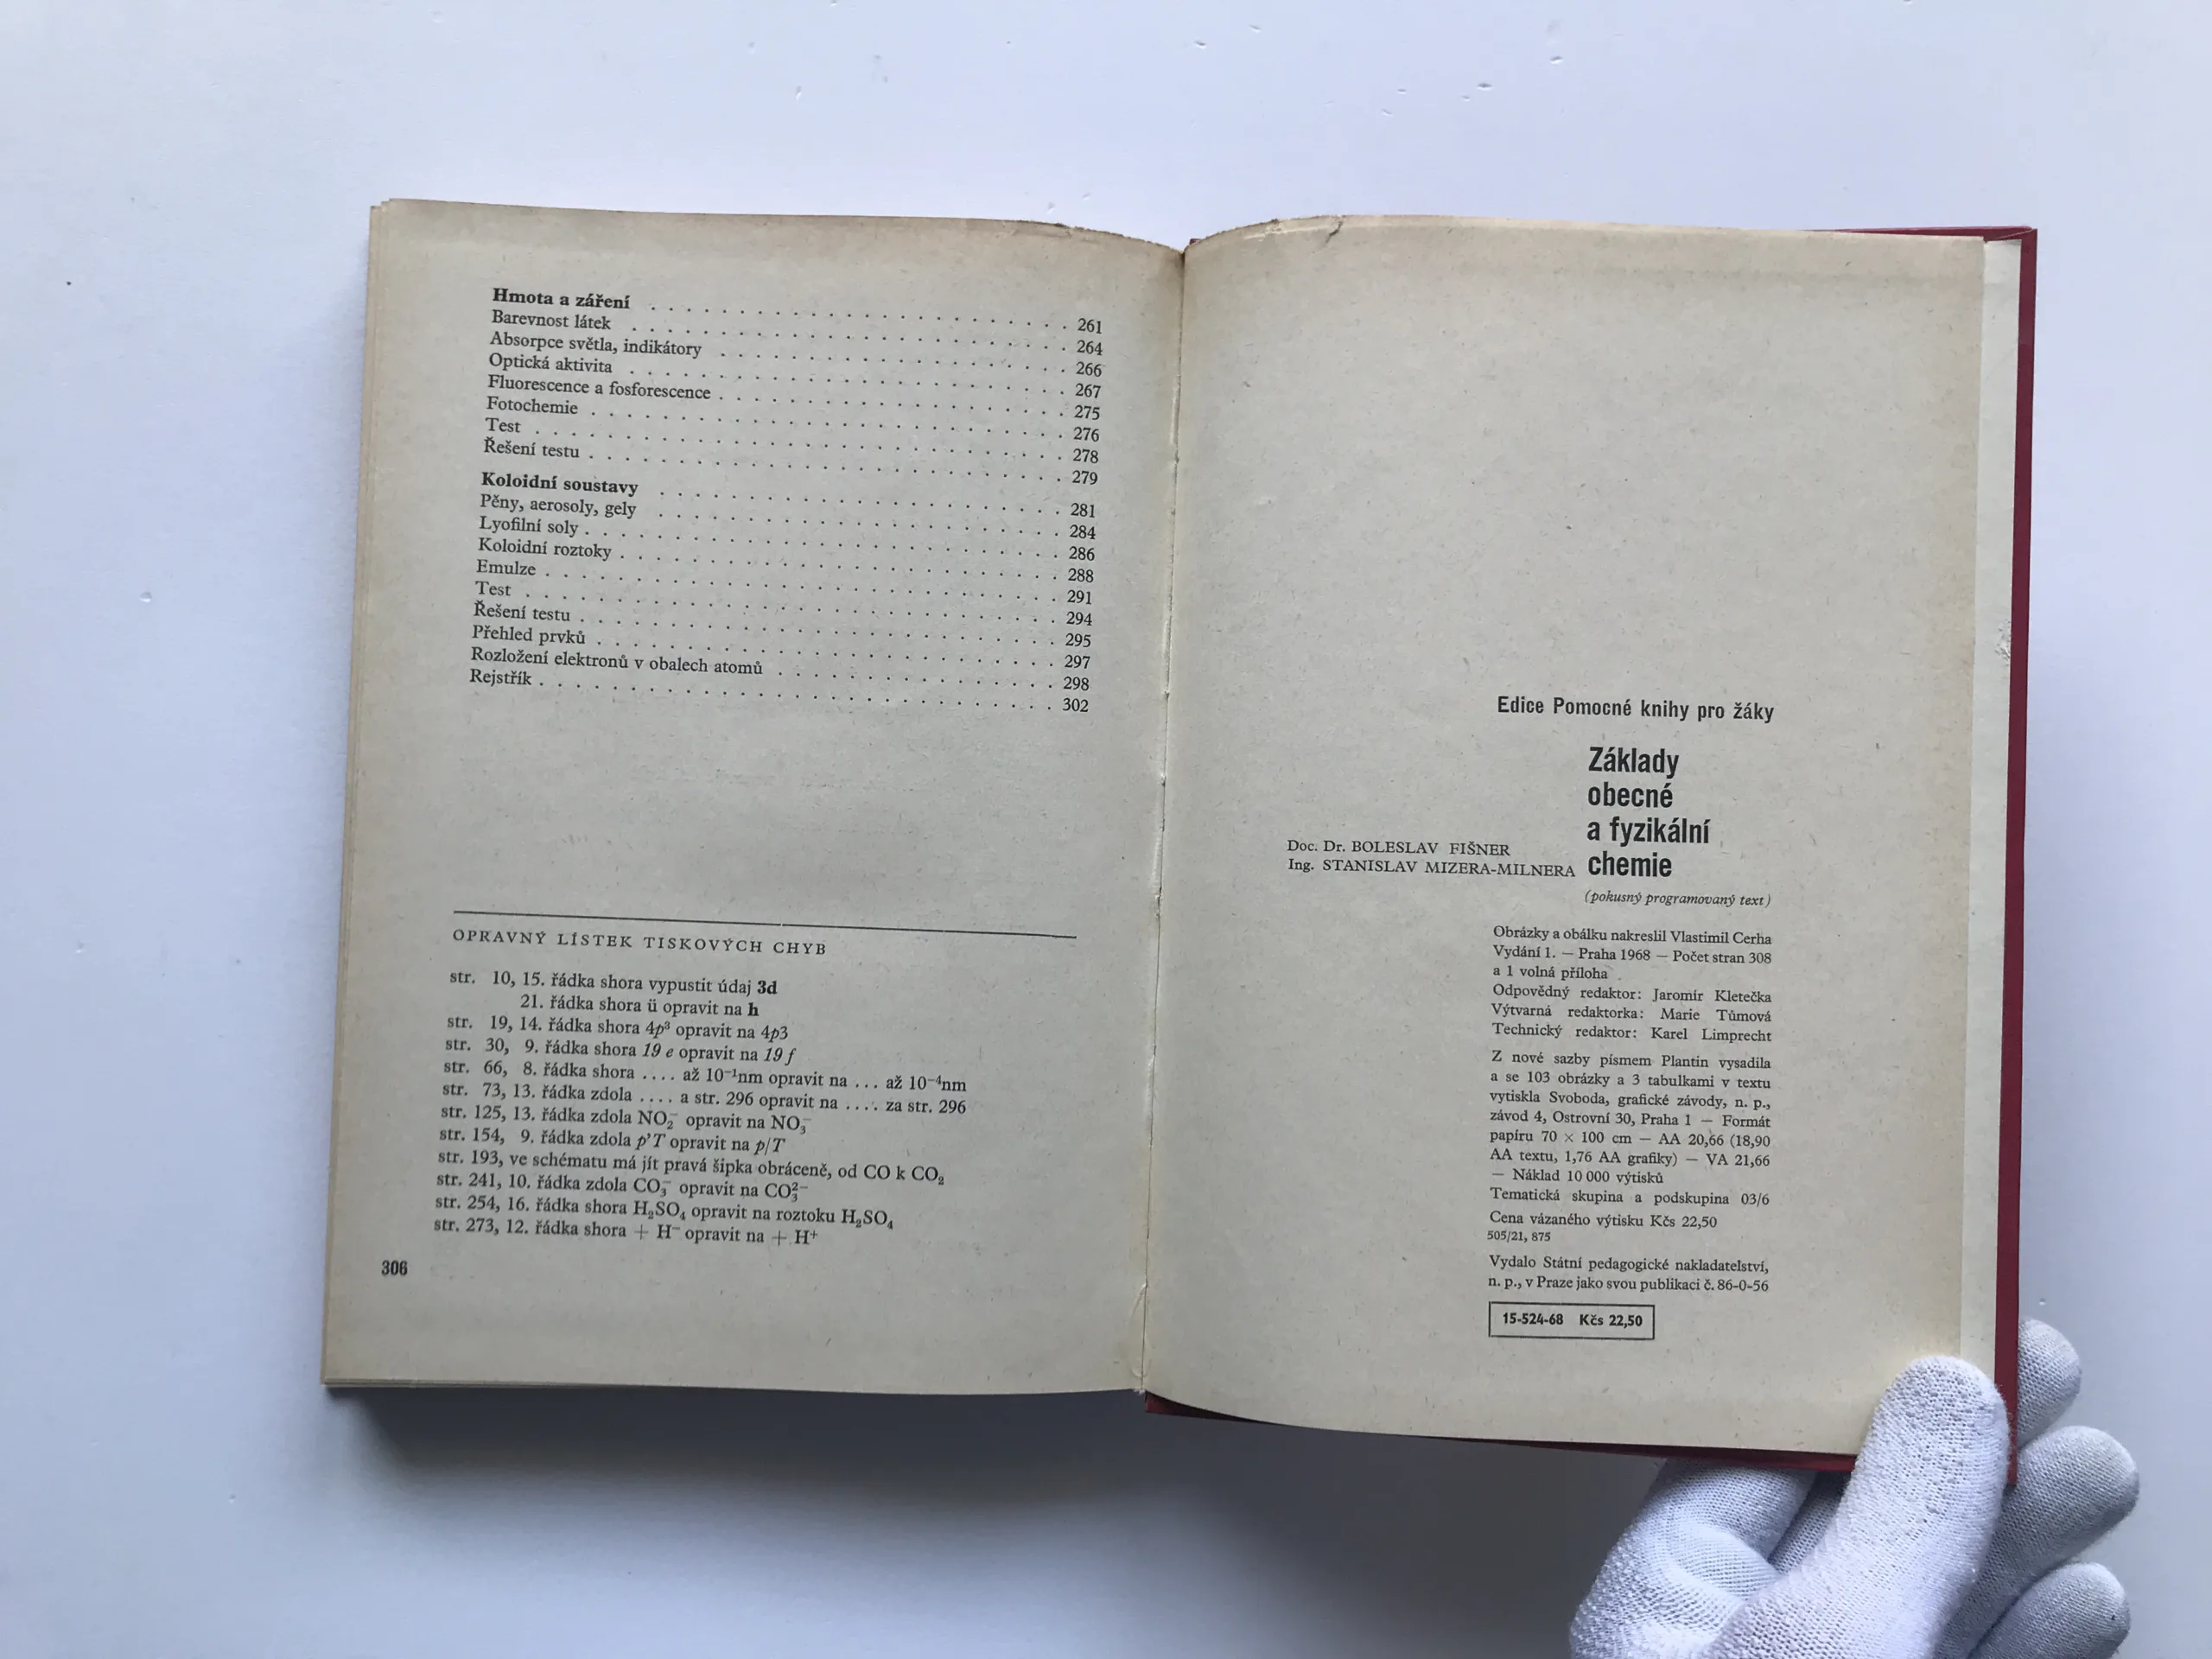 Hmota a záření . . . . . . . . . . . . . . . . . . . . . . . 261
Barevnost látek . . . . . . . . . . . . . . . . . . . . . . . 264
Absorpce světla, indikátory . . . . . . . . . . . . . . . . . . 266
Optická aktivita . . . . . . . . . . . . . . . . . . . . . . . 267
Fluorescence a fosforescence . . . . . . . . . . . . . . . . . . 275
Fotochemie . . . . . . . . . . . . . . . . . . . . . . . . . 276
Test . . . . . . . . . . . . . . . . . . . . . . . . . . . . 278
Řešení testu . . . . . . . . . . . . . . . . . . . . . . . . . 279
Koloidní soustavy . . . . . . . . . . . . . . . . . . . . . . 281
Pěny, aerosoly, gely . . . . . . . . . . . . . . . . . . . . . 284
Lyofilní soly . . . . . . . . . . . . . . . . . . . . . . . . . 286
Koloidní roztoky . . . . . . . . . . . . . . . . . . . . . . . 288
Emulze . . . . . . . . . . . . . . . . . . . . . . . . . . . 291
Test . . . . . . . . . . . . . . . . . . . . . . . . . . . . 294
Řešení testu . . . . . . . . . . . . . . . . . . . . . . . . . 295
Přehled prvků . . . . . . . . . . . . . . . . . . . . . . . . 297
Rozložení elektronů v obalech atomů . . . . . . . . . . . . . . . 298
Rejstřík . . . . . . . . . . . . . . . . . . . . . . . . . . . 302
OPRAVNÝ LÍSTEK TISKOVÝCH CHYB
str. 10, 15. řádka shora vypustit údaj 3d
21. řádka shora ü opravit na h
str. 19, 14. řádka shora 4p³ opravit na 4p3
str. 30, 9. řádka shora 19 e opravit na 19 f
str. 66, 8. řádka shora .... až 10⁻¹nm opravit na ... až 10⁻⁴nm
str. 73, 13. řádka zdola .... a str. 296 opravit na .... za str. 296
str. 125, 13. řádka zdola NO₂⁻ opravit na NO₃⁻
str. 154, 9. řádka zdola p'T opravit na p/T
str. 193, ve schématu má jít pravá šipka obráceně, od CO k CO₂
str. 241, 10. řádka zdola CO₃⁻ opravit na CO₃²⁻
str. 254, 16. řádka shora H₂SO₄ opravit na roztoku H₂SO₄
str. 273, 12. řádka shora + H⁻ opravit na + H⁺
306
Edice Pomocné knihy pro žáky
Doc. Dr. BOLESLAV FIŠNER
Ing. STANISLAV MIZERA-MILNERA
Základy
obecné
a fyzikální
chemie
(pokusný programovaný text)
Obrázky a obálku nakreslil Vlastimil Cerha
Vydání 1. — Praha 1968 — Počet stran 308
a 1 volná příloha
Odpovědný redaktor: Jaromír Kletečka
Výtvarná redaktorka: Marie Tůmová
Technický redaktor: Karel Limprecht
Z nové sazby písmem Plantin vysadila
a se 103 obrázky a 3 tabulkami v textu
vytiskla Svoboda, grafické závody, n. p.,
závod 4, Ostrovní 30, Praha 1 — Formát
papíru 70 × 100 cm — AA 20,66 (18,90
AA textu, 1,76 AA grafiky) — VA 21,66
— Náklad 10 000 výtisků
Tematická skupina a podskupina 03/6
Cena vázaného výtisku Kčs 22,50
505/21, 875
Vydalo Státní pedagogické nakladatelství,
n. p., v Praze jako svou publikaci č. 86-0-56
15-524-68 Kčs 22,50